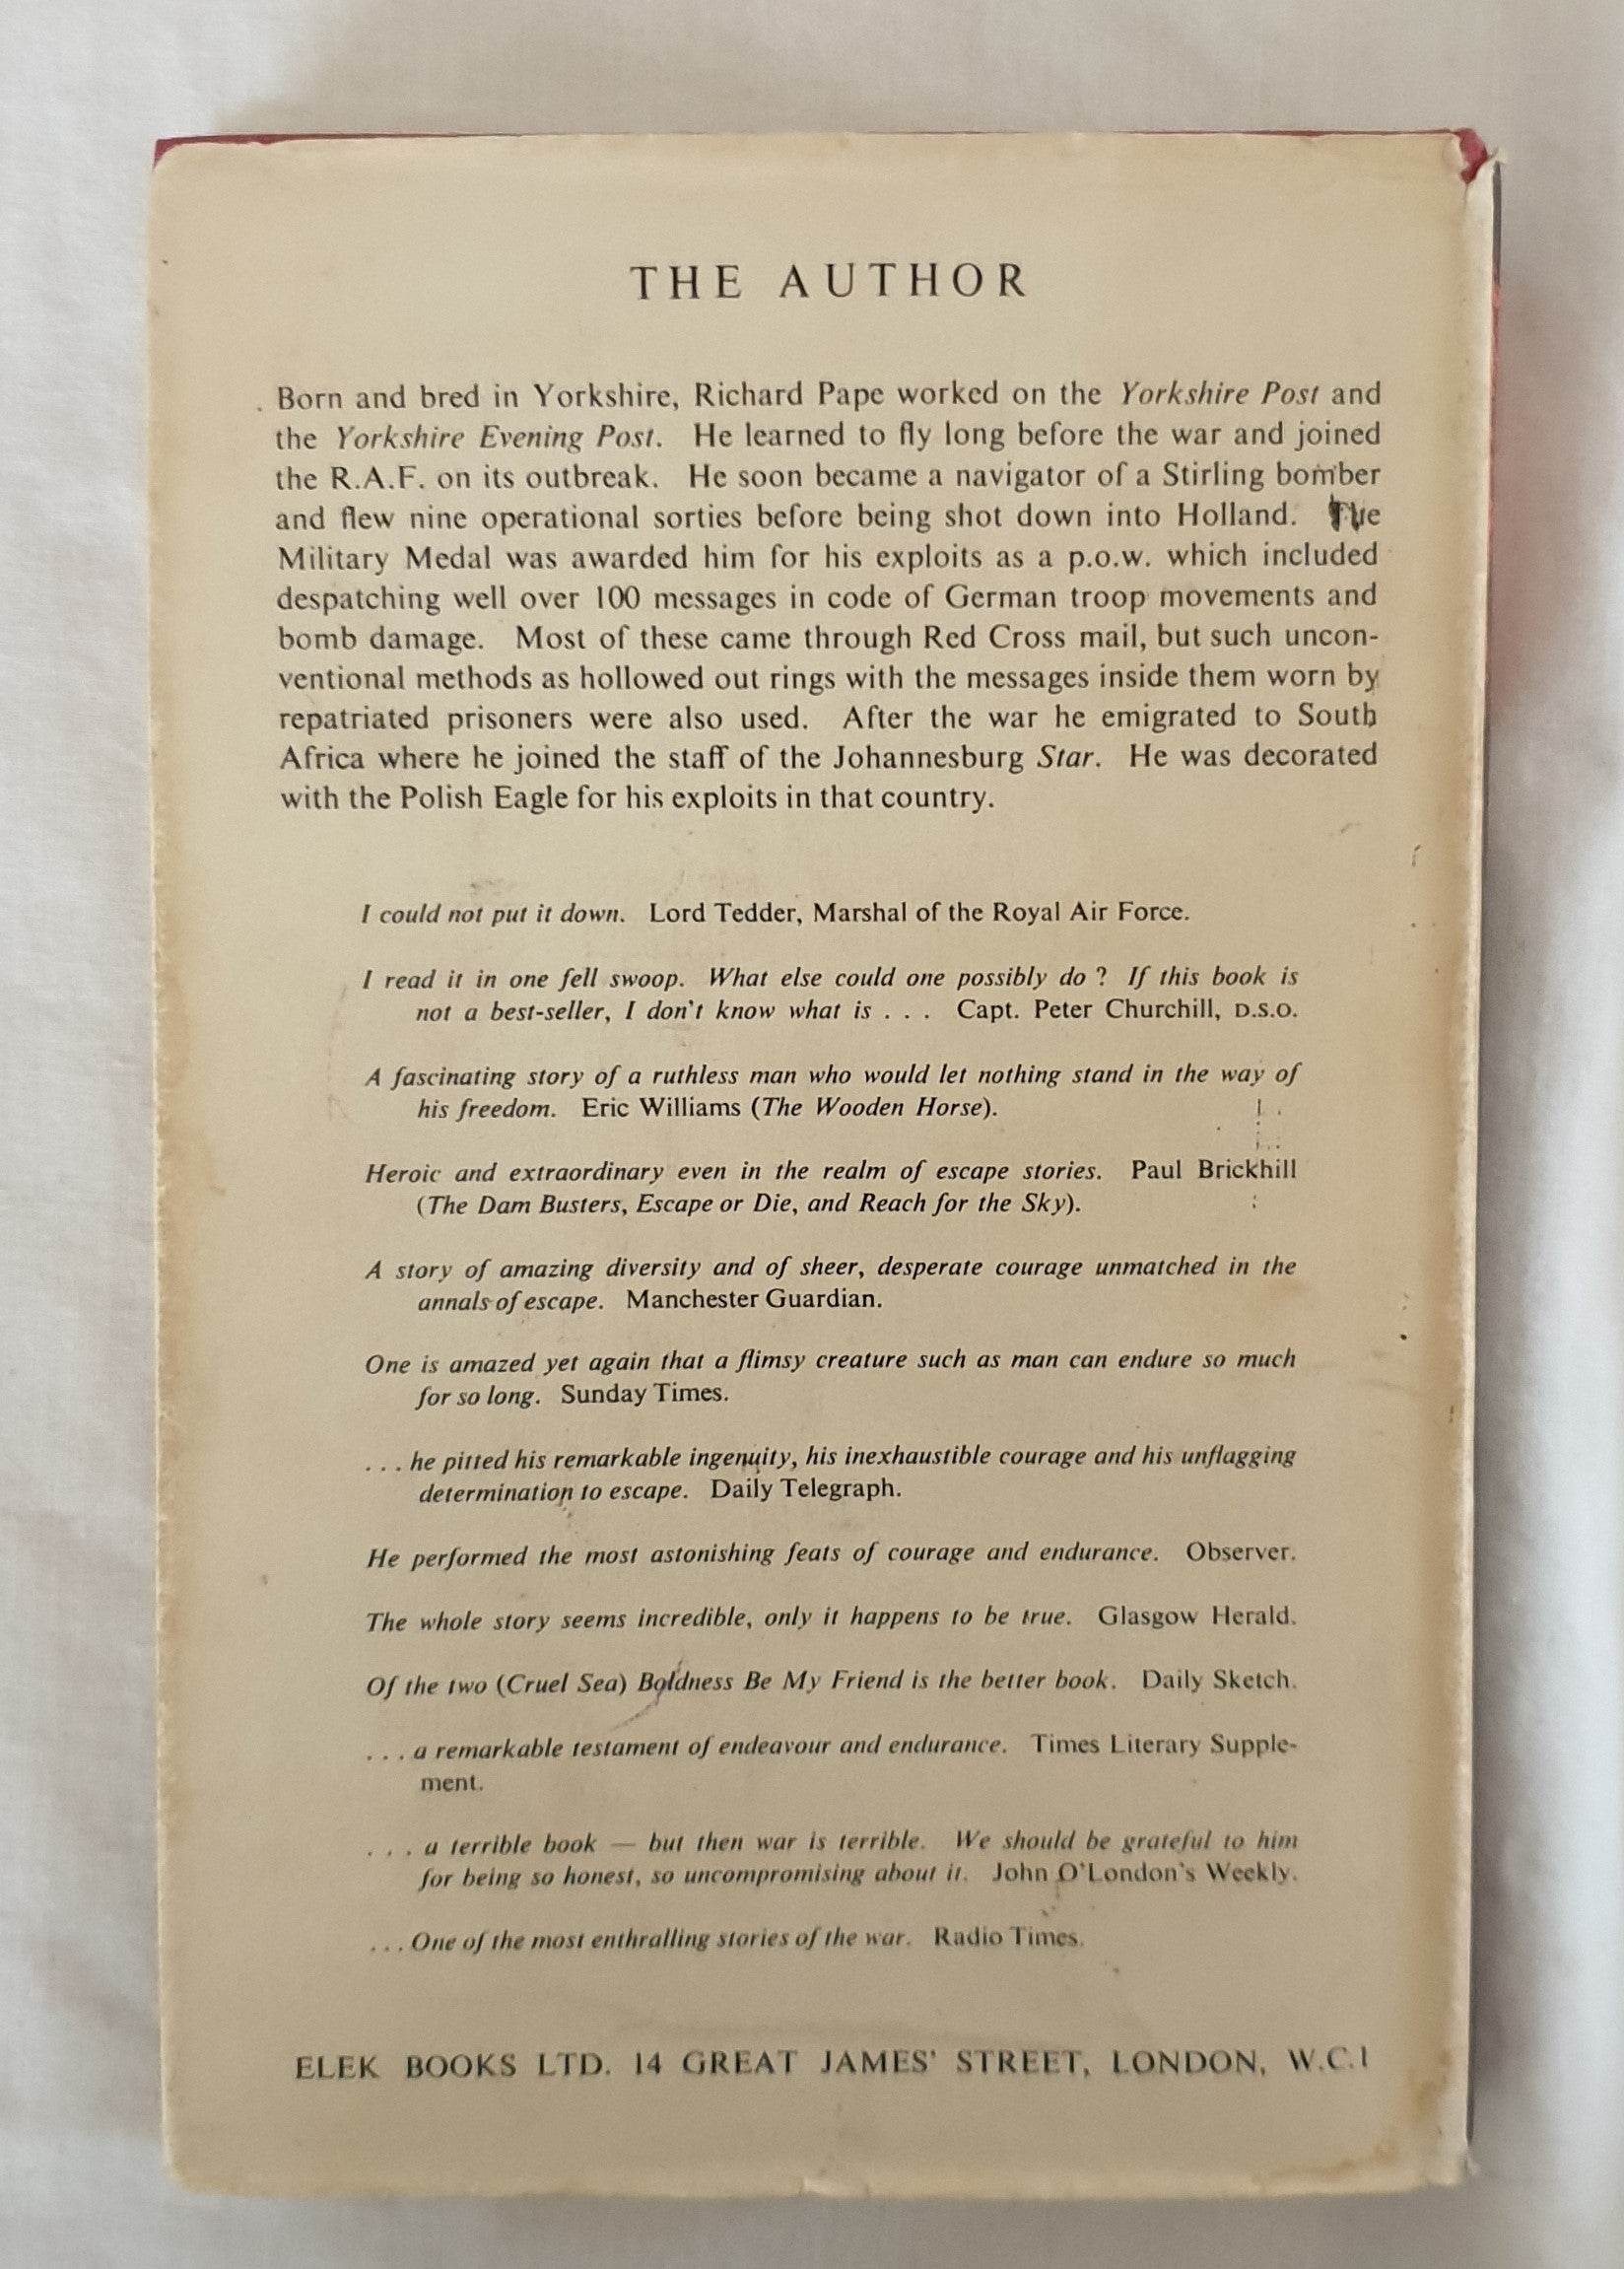 THE AUTHOR
Born and bred in Yorkshire, Richard Pape worked on the Yorkshire Post and
the Yorkshire Evening Post. He learned to fly long before the war and joined
the R.A.F. on its outbreak. He soon became a navigator of a Stirling bomber
and flew nine operational sorties before being shot down into Holland. The
Military Medal was awarded him for his exploits as a p.o.w. which included
despatching well over 100 messages in code of German troop movements and
bomb damage. Most of these came through Red Cross mail, but such uncon-
ventional methods as hollowed out rings with the messages inside them worn by
repatriated prisoners were also used. After the war he emigrated to South
Africa where he joined the staff of the Johannesburg Star. He was decorated
with the Polish Eagle for his exploits in that country.
I could not put it down. Lord Tedder, Marshal of the Royal Air Force.
I read it in one fell swoop. What else could one possibly do ? If this book is
not a best-seller, I don't know what is . . . Capt. Peter Churchill, D.S.O.
A fascinating story of a ruthless man who would let nothing stand in the way of
his freedom. Eric Williams (The Wooden Horse).
Heroic and extraordinary even in the realm of escape stories. Paul Brickhill
(The Dam Busters, Escape or Die, and Reach for the Sky).
A story of amazing diversity and of sheer, desperate courage unmatched in the
annals of escape. Manchester Guardian.
One is amazed yet again that a flimsy creature such as man can endure so much
for so long. Sunday Times.
. . . he pitted his remarkable ingenuity, his inexhaustible courage and his unflagging
determination to escape. Daily Telegraph.
He performed the most astonishing feats of courage and endurance. Observer.
The whole story seems incredible, only it happens to be true. Glasgow Herald.
Of the two (Cruel Sea) Boldness Be My Friend is the better book. Daily Sketch.
. . . a remarkable testament of endeavour and endurance. Times Literary Supple-
ment.
. . . a terrible book — but then war is terrible. We should be grateful to him
for being so honest, so uncompromising about it. John O'London's Weekly.
. . . One of the most enthralling stories of the war. Radio Times.
ELEK BOOKS LTD. 14 GREAT JAMES' STREET, LONDON, W.C.1